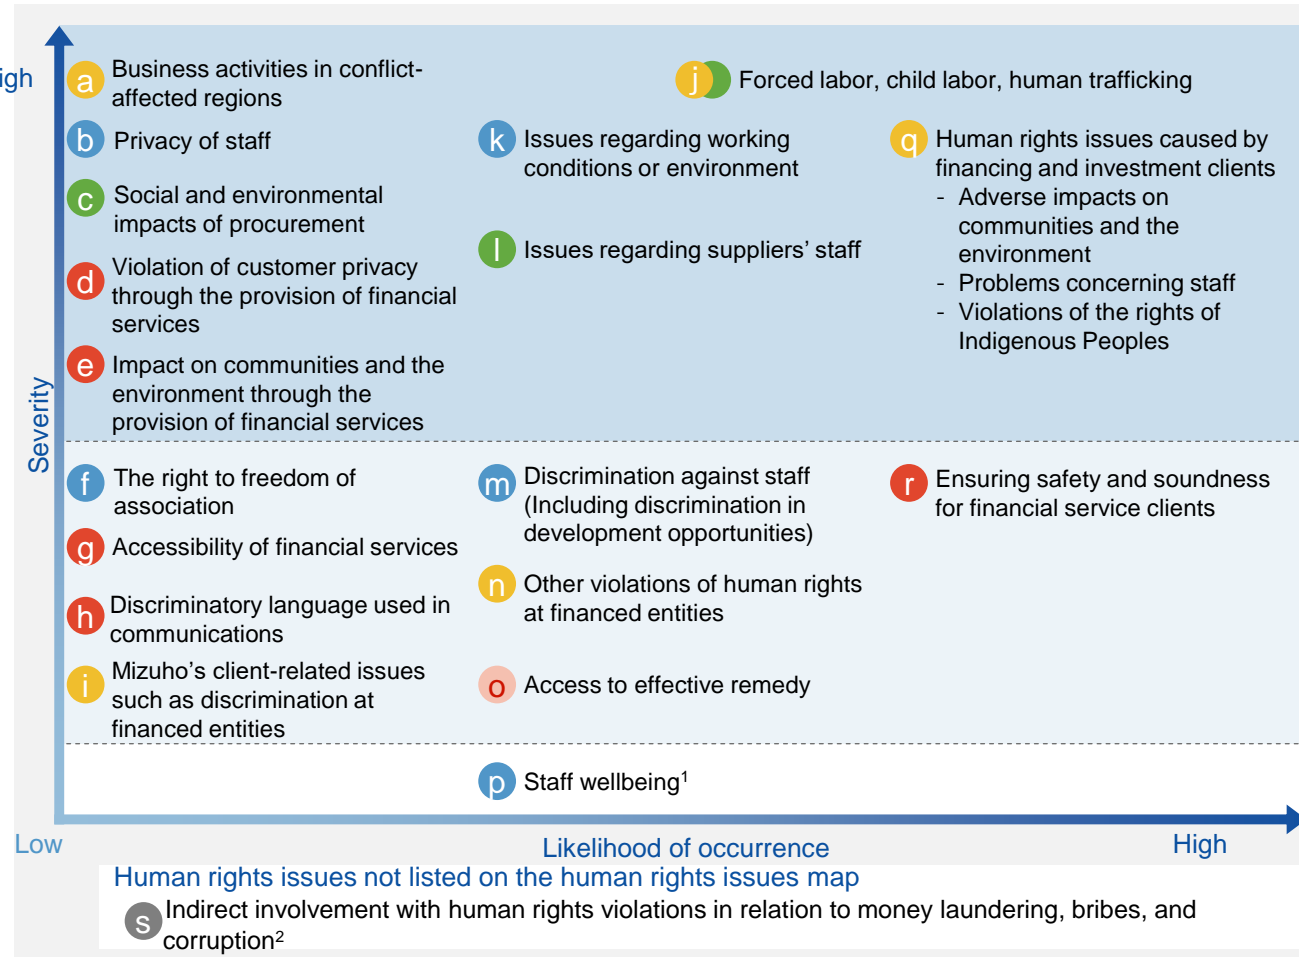 igh
Severity
a Business activities in conflict-
affected regions
b Privacy of staff
c Social and environmental
impacts of procurement
d Violation of customer privacy
through the provision of financial
services
e Impact on communities and the
environment through the
provision of financial services
j Forced labor, child labor, human trafficking
k Issues regarding working
conditions or environment
l Issues regarding suppliers’ staff
q Human rights issues caused by
financing and investment clients
- Adverse impacts on
communities and the
environment
- Problems concerning staff
- Violations of the rights of
Indigenous Peoples
f The right to freedom of
association
g Accessibility of financial services
h Discriminatory language used in
communications
i Mizuho’s client-related issues
such as discrimination at
financed entities
m Discrimination against staff
(Including discrimination in
development opportunities)
n Other violations of human rights
at financed entities
o Access to effective remedy
r Ensuring safety and soundness
for financial service clients
p Staff wellbeing¹
Low
Likelihood of occurrence
High
Human rights issues not listed on the human rights issues map
s Indirect involvement with human rights violations in relation to money laundering, bribes, and
corruption²